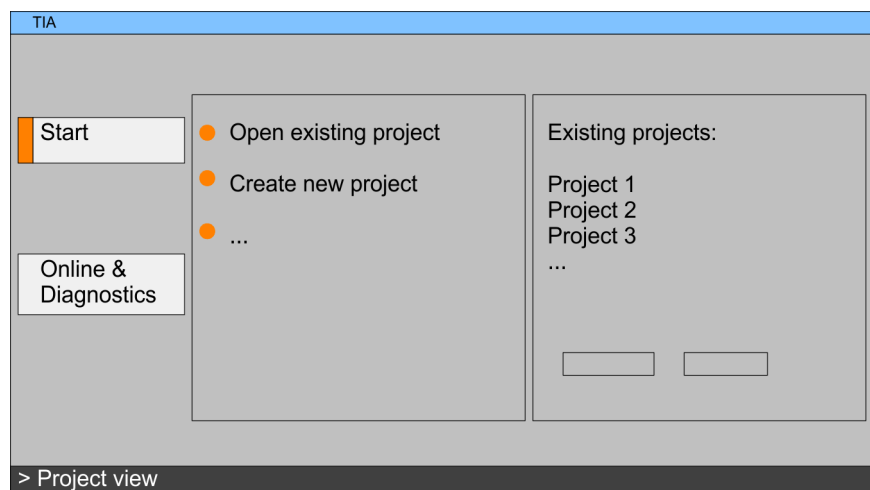 TIA
Start
Online &
Diagnostics
Open existing project
Create new project
...
Existing projects:
Project 1
Project 2
Project 3
...
> Project view